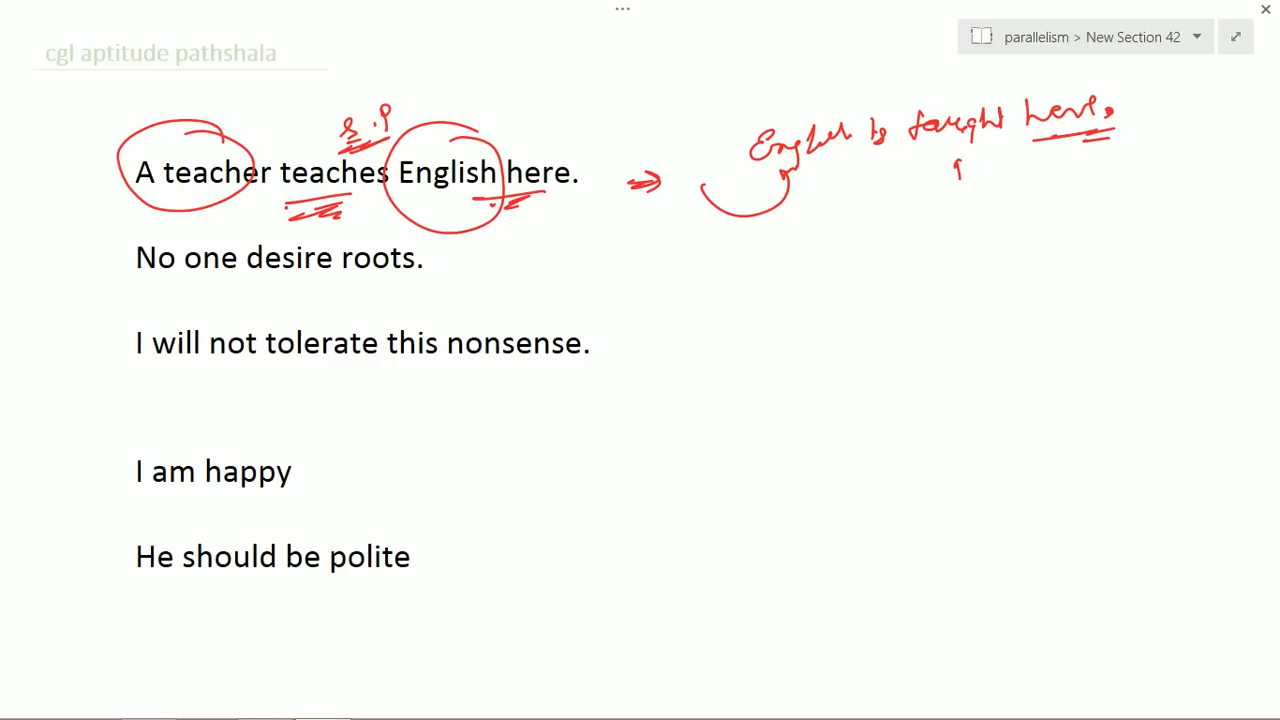 ...
cgl aptitude pathshala
parallelism > New Section 42
S.P
English is taught here.
A teacher teaches English here.
No one desire roots.
I will not tolerate this nonsense.
I am happy
He should be polite